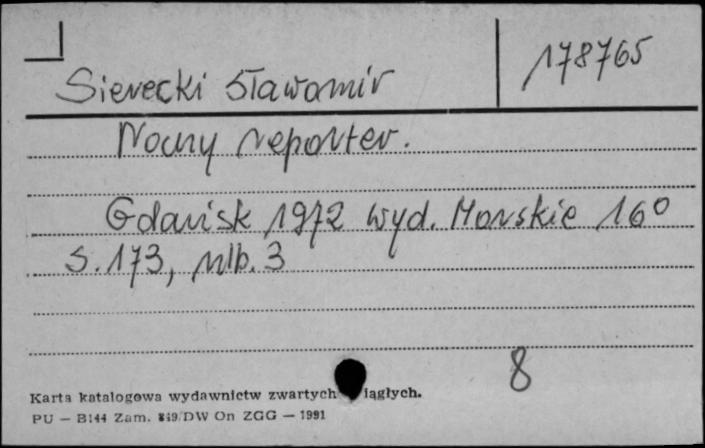 178765
Sierecki Sławomir
Nocny reporter.
Gdańsk 1972 wyd. Morskie 16°
s. 173, nlb. 3
8
Karta katalogowa wydawnictw zwartych iągłych.
PU — B144 Zam. 849/DW On ZGG — 1991